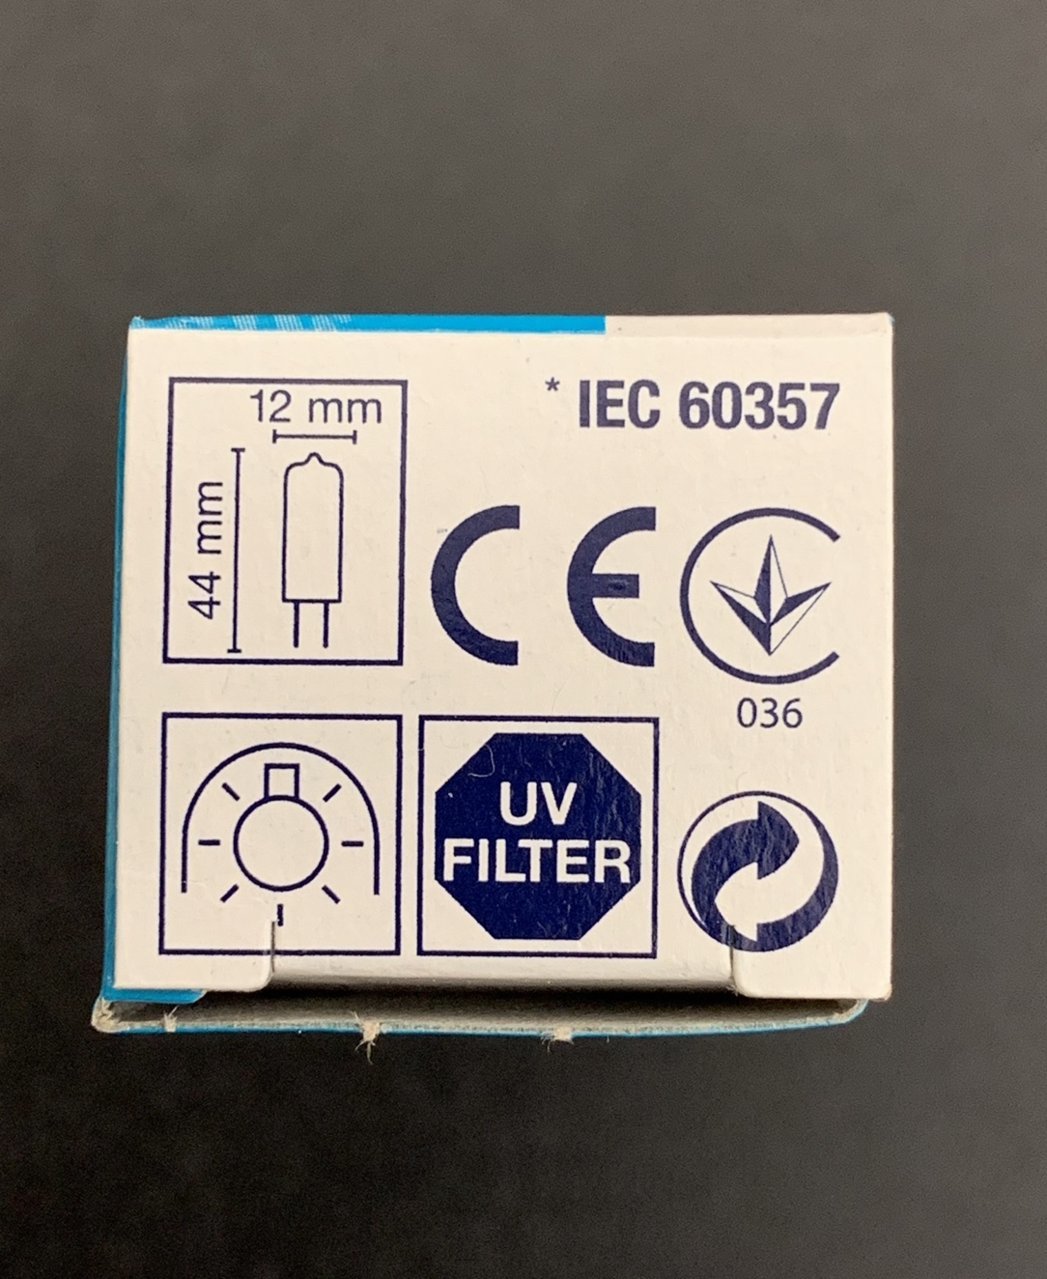 12 mm
44 mm
* IEC 60357
CE
036
UV
FILTER